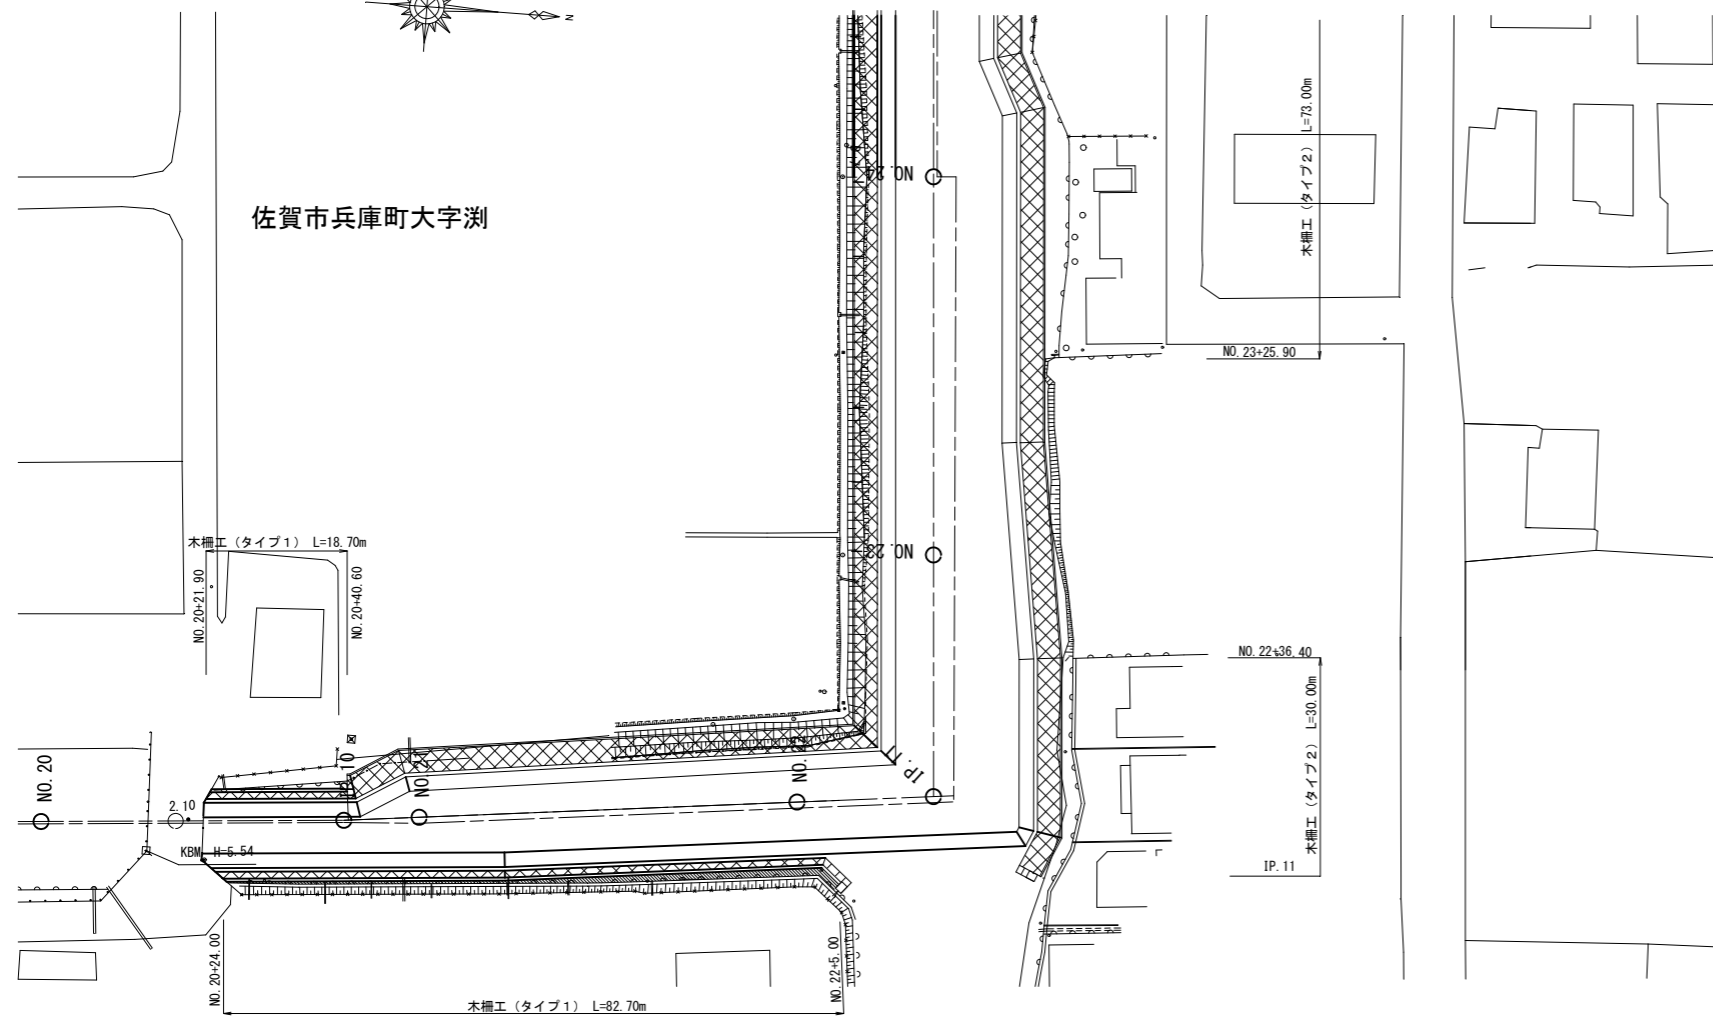 N
佐賀市兵庫町大字渕
木柵工（タイプ２） L=73.00m
NO.24
NO.23+25.90
木柵工（タイプ１） L=18.70m
NO.20+21.90
NO.20+40.60
NO.23
NO.22+36.40
木柵工（タイプ２） L=30.00m
IP.11
NO.20
2.10
KBM H=5.54
10
NO.
NO.22
IP.11
NO.20+24.00
NO.22+5.00
木柵工（タイプ１） L=82.70m